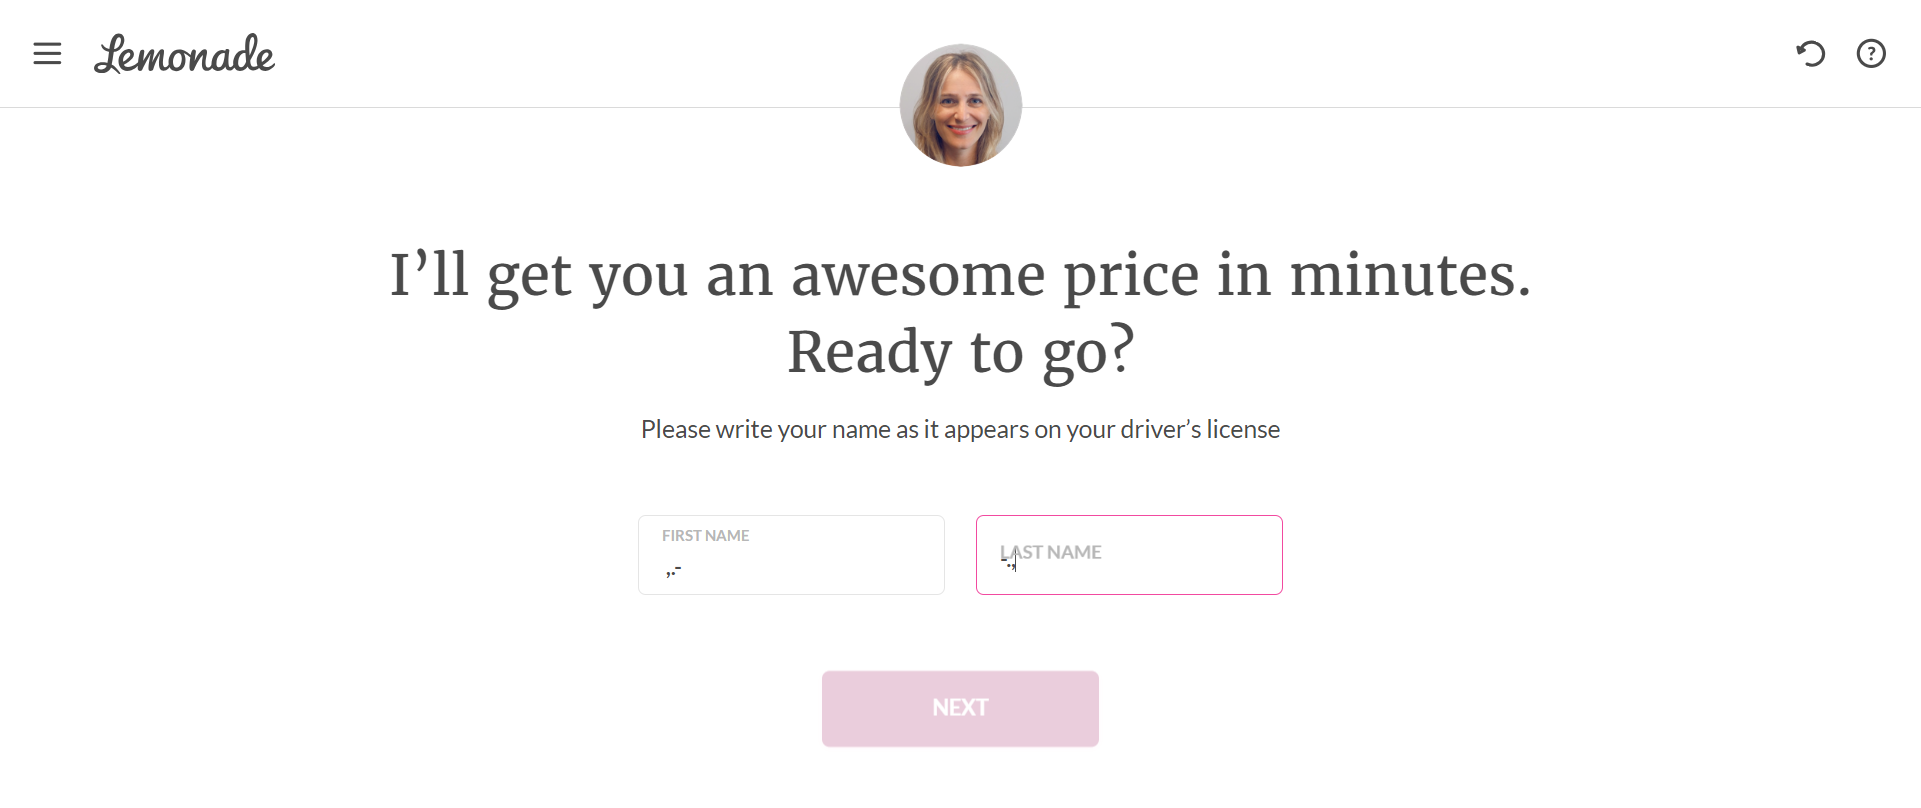 Lemonade
?
I’ll get you an awesome price in minutes.
Ready to go?
Please write your name as it appears on your driver’s license
FIRST NAME
,.-
LAST NAME
-.,
NEXT